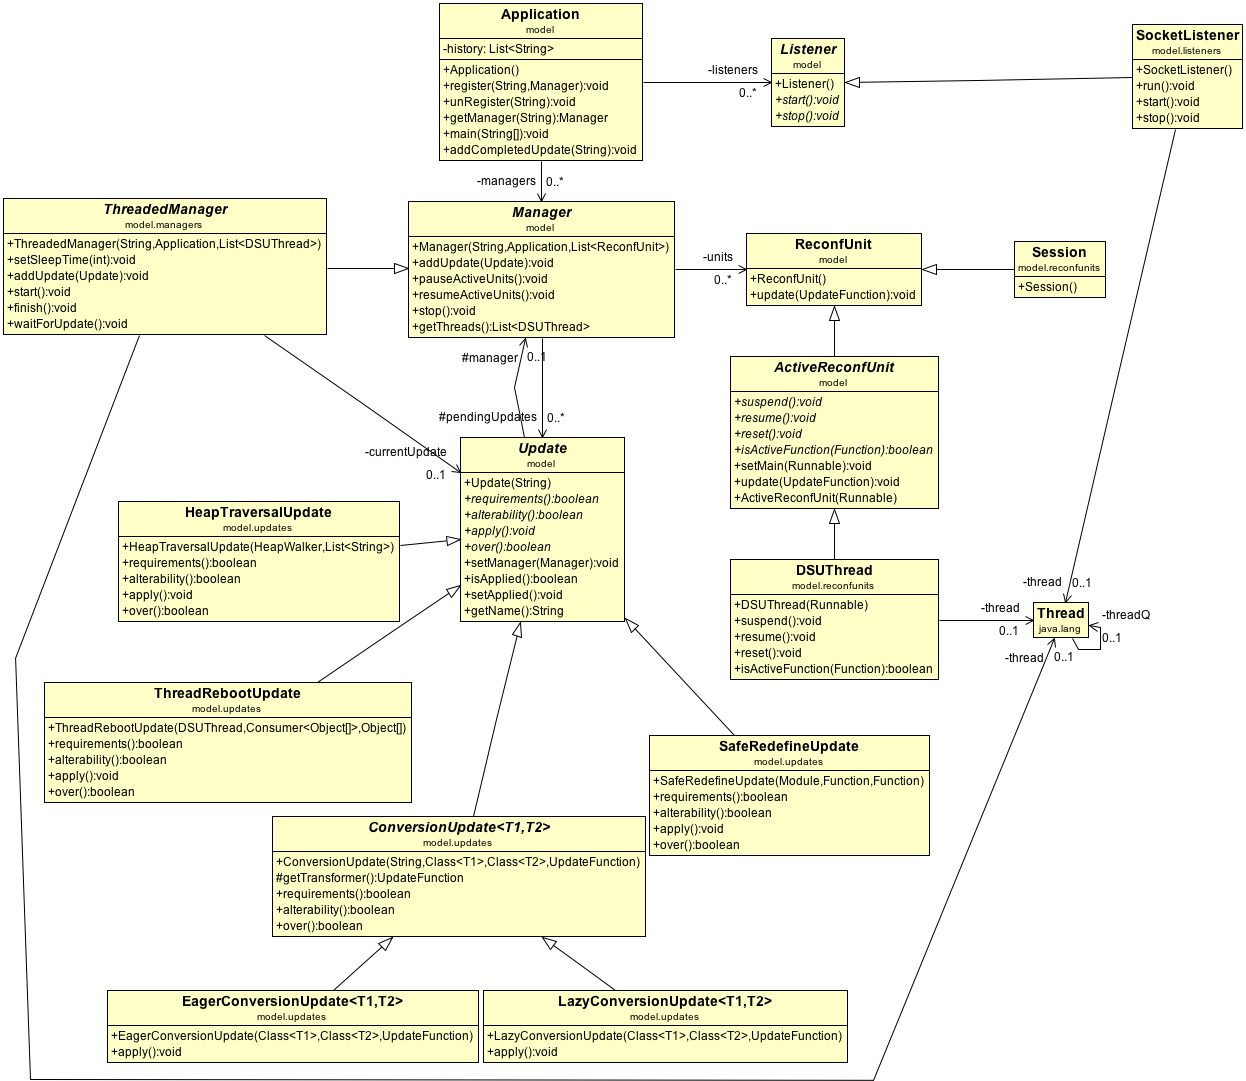 Application
model
-history: List<String>
+Application()
+register(String,Manager):void
+unRegister(String):void
+getManager(String):Manager
+main(String[]):void
+addCompletedUpdate(String):void
-listeners
0..*
Listener
model
+Listener()
+start():void
+stop():void
SocketListener
model.listeners
+SocketListener()
+run():void
+start():void
+stop():void
-managers
0..*
ThreadedManager
model.managers
+ThreadedManager(String,Application,List<DSUThread>)
+setSleepTime(int):void
+addUpdate(Update):void
+start():void
+finish():void
+waitForUpdate():void
Manager
model
+Manager(String,Application,List<ReconfUnit>)
+addUpdate(Update):void
+pauseActiveUnits():void
+resumeActiveUnits():void
+stop():void
+getThreads():List<DSUThread>
-units
0..*
ReconfUnit
model
+ReconfUnit()
+update(UpdateFunction):void
Session
model.reconfunits
+Session()
#manager
0..1
#pendingUpdates
0..*
-currentUpdate
0..1
ActiveReconfUnit
model
+suspend():void
+resume():void
+reset():void
+isActiveFunction(Function):boolean
+setMain(Runnable):void
+update(UpdateFunction):void
+ActiveReconfUnit(Runnable)
Update
model
+Update(String)
+requirements():boolean
+alterability():boolean
+apply():void
+over():boolean
+setManager(Manager):void
+isApplied():boolean
+setApplied():void
+getName():String
HeapTraversalUpdate
model.updates
+HeapTraversalUpdate(HeapWalker,List<String>)
+requirements():boolean
+alterability():boolean
+apply():void
+over():boolean
DSUThread
model.reconfunits
+DSUThread(Runnable)
+suspend():void
+resume():void
+reset():void
+isActiveFunction(Function):boolean
-thread
0..1
-thread
0..1
Thread
java.lang
-threadQ
0..1
-thread
0..1
ThreadRebootUpdate
model.updates
+ThreadRebootUpdate(DSUThread,Consumer<Object[]>,Object[])
+requirements():boolean
+alterability():boolean
+apply():void
+over():boolean
SafeRedefineUpdate
model.updates
+SafeRedefineUpdate(Module,Function,Function)
+requirements():boolean
+alterability():boolean
+apply():void
+over():boolean
ConversionUpdate<T1,T2>
model.updates
+ConversionUpdate(String,Class<T1>,Class<T2>,UpdateFunction)
#getTransformer():UpdateFunction
+requirements():boolean
+alterability():boolean
+over():boolean
EagerConversionUpdate<T1,T2>
model.updates
+EagerConversionUpdate(Class<T1>,Class<T2>,UpdateFunction)
+apply():void
LazyConversionUpdate<T1,T2>
model.updates
+LazyConversionUpdate(Class<T1>,Class<T2>,UpdateFunction)
+apply():void